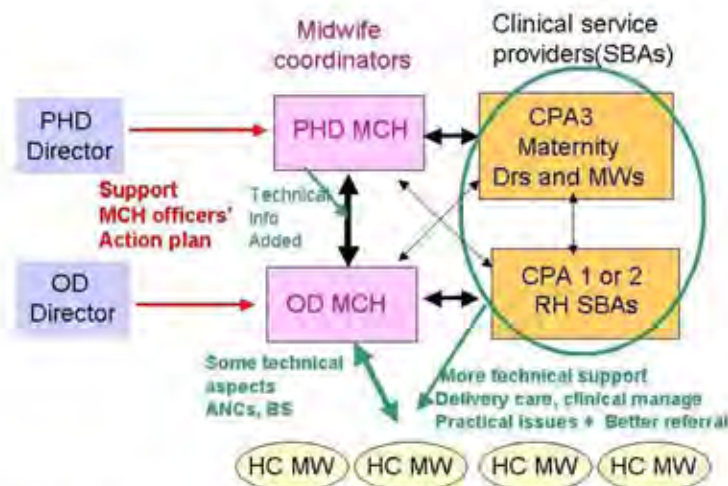 Midwife
coordinators
Clinical service
providers(SBAs)
PHD
Director
PHD MCH
CPA3
Maternity
Drs and MWs
Support
MCH officers'
Action plan
Technical
Info
Added
OD
Director
OD MCH
CPA 1 or 2
RH SBAs
Some technical
aspects
ANCs, BS
More technical support
Delivery care, clinical manage
Practical issues + Better referral
HC MW
HC MW
HC MW
HC MW